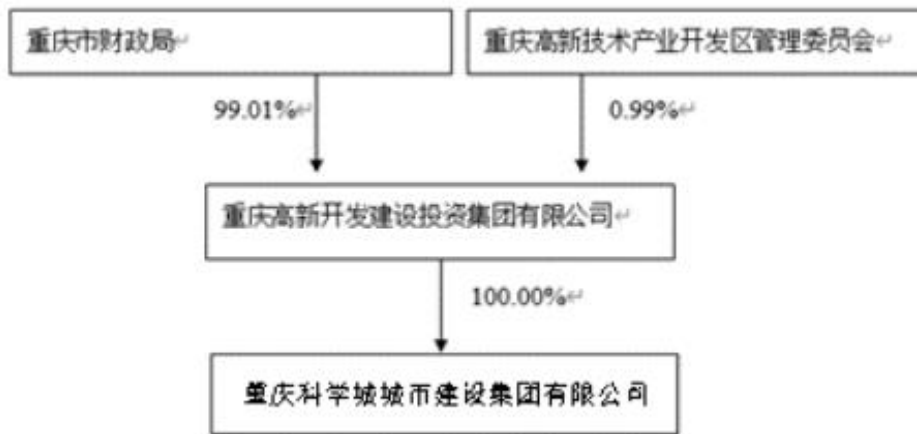 重庆市财政局↵
重庆高新技术产业开发区管理委员会↵
99.01%↵
0.99%↵
重庆高新开发建设投资集团有限公司↵
100.00%↵
重庆科学城城市建设集团有限公司